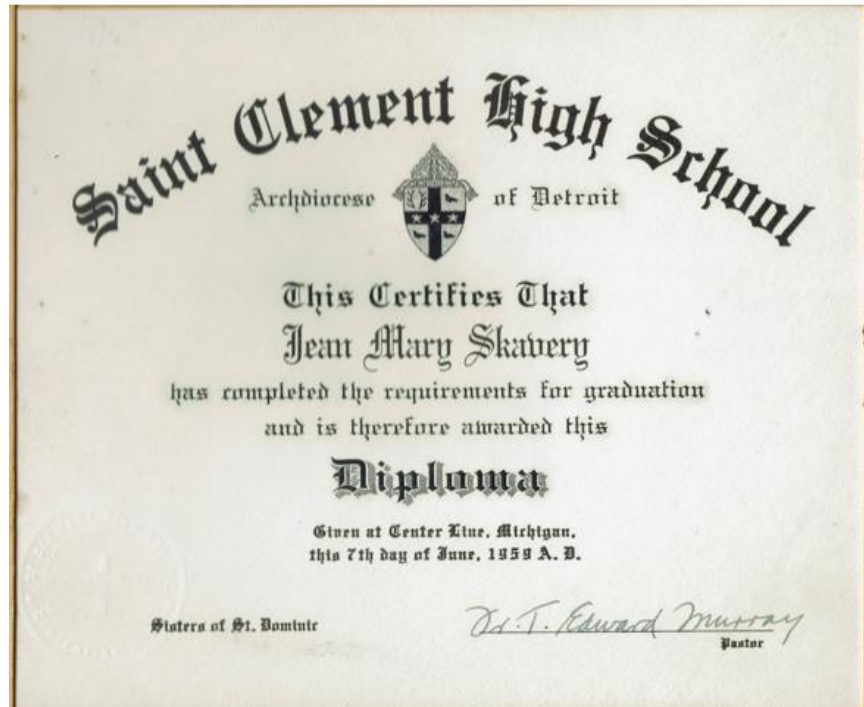 Saint Clement High School
Archdiocese of Detroit
This Certifies That
Jean Mary Skavery
has completed the requirements for graduation
and is therefore awarded this
Diploma
Given at Center Line, Michigan,
this 7th day of June, 1959 A. D.
Sisters of St. Dominic
Dr. T. Edward Murray
Pastor